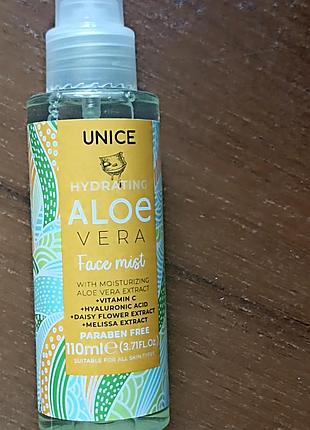 UNICE
HYDRATING
ALOE
VERA
Face mist
WITH MOISTURIZING
ALOE VERA EXTRACT
+VITAMIN C
+HYALURONIC ACID
+DAISY FLOWER EXTRACT
+MELISSA EXTRACT
PARABEN FREE
110ml℮(3.71FL.Oz
SUITABLE FOR ALL SKIN TYPES